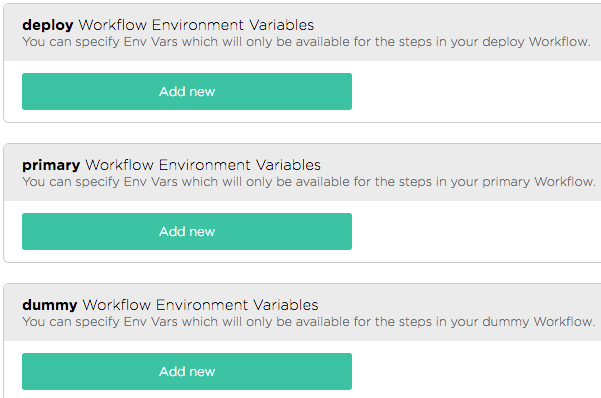 deploy Workflow Environment Variables
You can specify Env Vars which will only be available for the steps in your deploy Workflow.
Add new
primary Workflow Environment Variables
You can specify Env Vars which will only be available for the steps in your primary Workflow.
Add new
dummy Workflow Environment Variables
You can specify Env Vars which will only be available for the steps in your dummy Workflow.
Add new